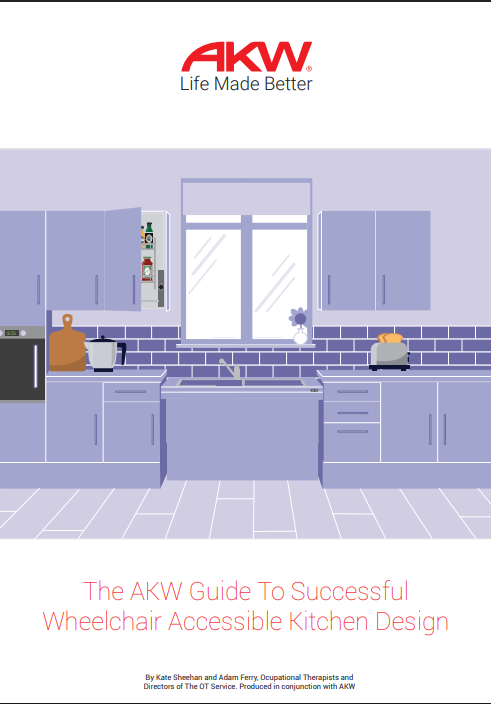 AKW®
Life Made Better
The AKW Guide To Successful
Wheelchair Accessible Kitchen Design
By Kate Sheehan and Adam Ferry, Ocupational Therapists and
Directors of The OT Service. Produced in conjunction with AKW